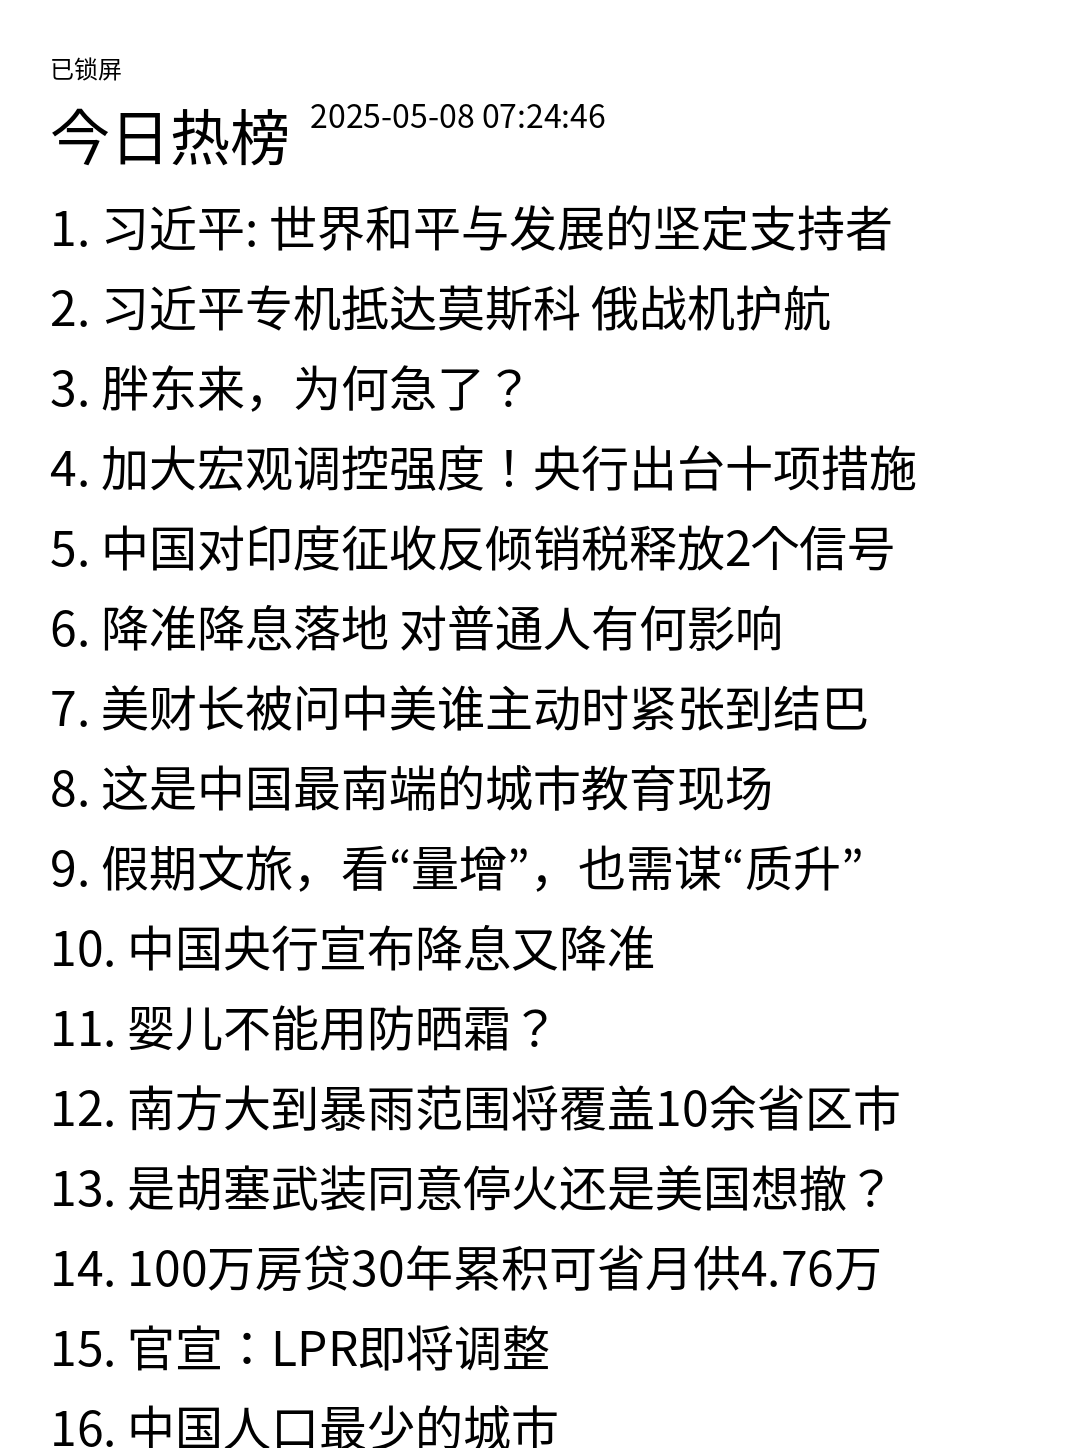 已锁屏
今日热榜 2025-05-08 07:24:46
1. 习近平: 世界和平与发展的坚定支持者
2. 习近平专机抵达莫斯科 俄战机护航
3. 胖东来，为何急了？
4. 加大宏观调控强度！央行出台十项措施
5. 中国对印度征收反倾销税释放2个信号
6. 降准降息落地 对普通人有何影响
7. 美财长被问中美谁主动时紧张到结巴
8. 这是中国最南端的城市教育现场
9. 假期文旅，看“量增”，也需谋“质升”
10. 中国央行宣布降息又降准
11. 婴儿不能用防晒霜？
12. 南方大到暴雨范围将覆盖10余省区市
13. 是胡塞武装同意停火还是美国想撤？
14. 100万房贷30年累积可省月供4.76万
15. 官宣：LPR即将调整
16. 中国人口最少的城市